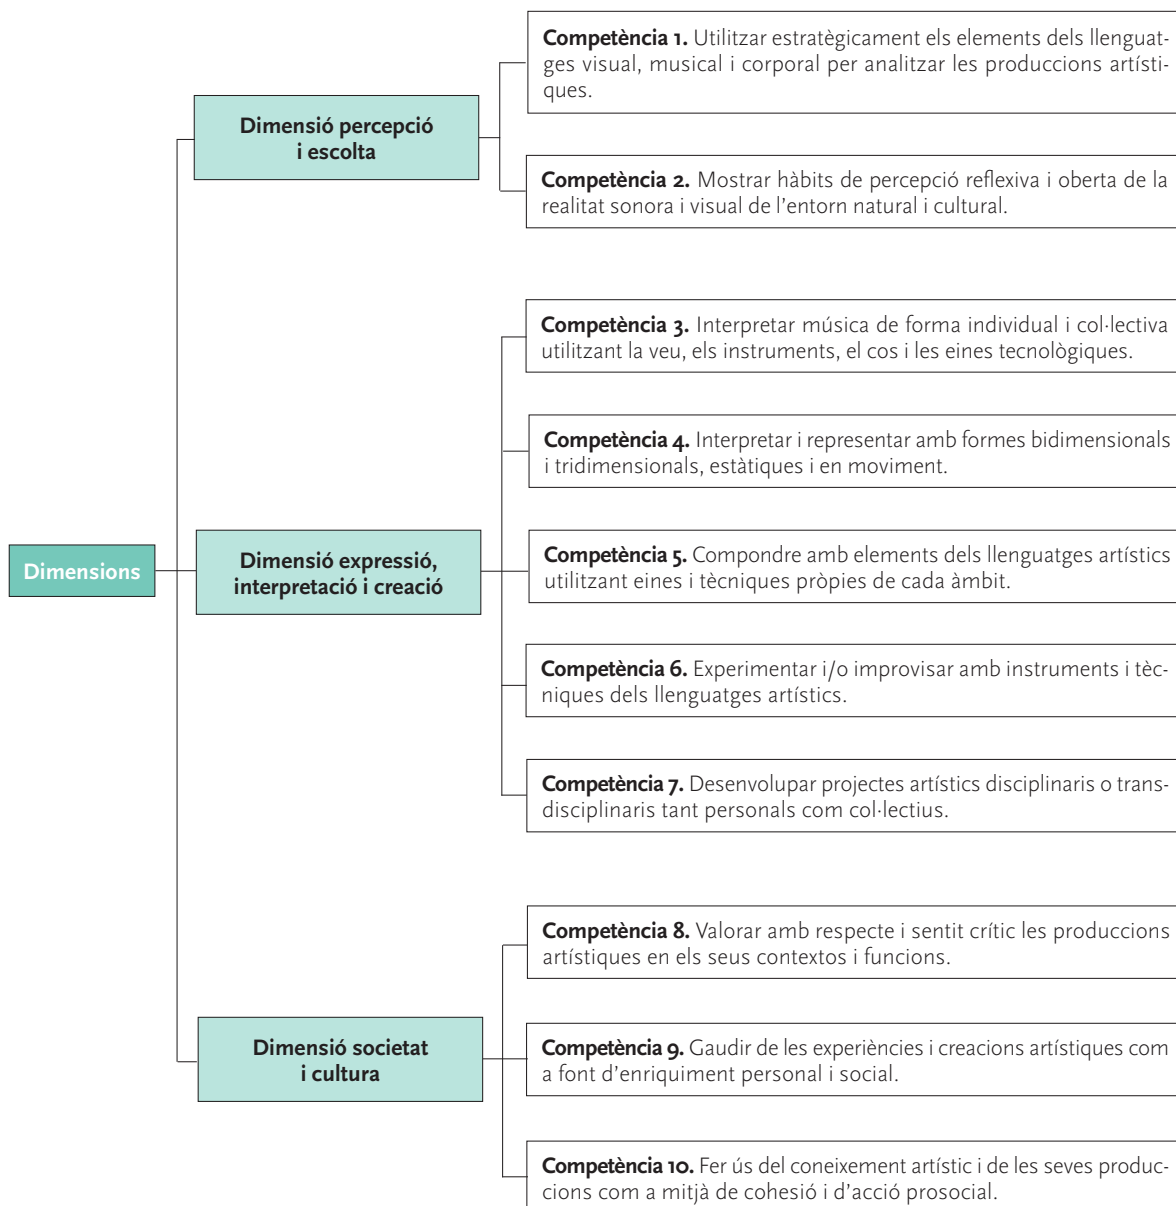 Competència 1. Utilitzar estratègicament els elements dels llenguat-
ges visual, musical i corporal per analitzar les produccions artísti-
ques.
Dimensió percepció
i escolta
Competència 2. Mostrar hàbits de percepció reflexiva i oberta de la
realitat sonora i visual de l'entorn natural i cultural.
Competència 3. Interpretar música de forma individual i col·lectiva
utilitzant la veu, els instruments, el cos i les eines tecnològiques.
Competència 4. Interpretar i representar amb formes bidimensionals
i tridimensionals, estàtiques i en moviment.
Dimensions
Dimensió expressió,
interpretació i creació
Competència 5. Compondre amb elements dels llenguatges artístics
utilitzant eines i tècniques pròpies de cada àmbit.
Competència 6. Experimentar i/o improvisar amb instruments i tèc-
niques dels llenguatges artístics.
Competència 7. Desenvolupar projectes artístics disciplinaris o trans-
disciplinaris tant personals com col·lectius.
Competència 8. Valorar amb respecte i sentit crític les produccions
artístiques en els seus contextos i funcions.
Dimensió societat
i cultura
Competència 9. Gaudir de les experiències i creacions artístiques com
a font d'enriquiment personal i social.
Competència 10. Fer ús del coneixement artístic i de les seves produc-
cions com a mitjà de cohesió i d'acció prosocial.